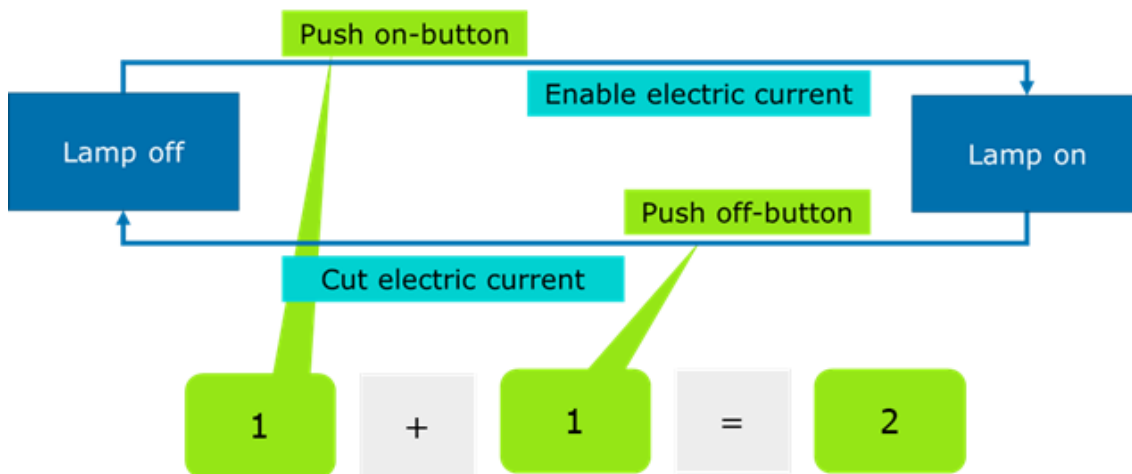 Push on-button
Enable electric current
Lamp off
Lamp on
Push off-button
Cut electric current
1 + 1 = 2